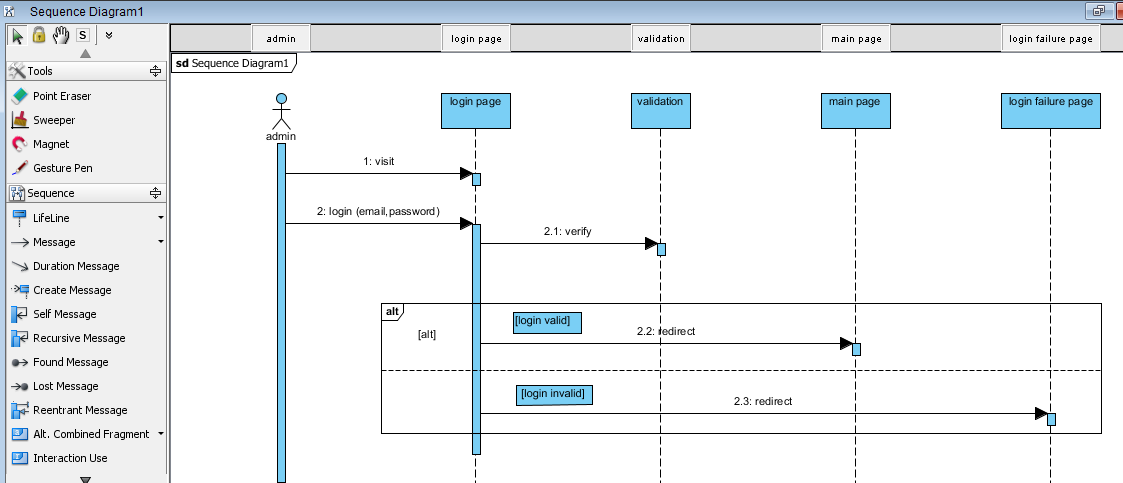 Sequence Diagram1
S
admin
login page
validation
main page
login failure page
Tools
Point Eraser
Sweeper
Magnet
Gesture Pen
Sequence
LifeLine
Message
Duration Message
Create Message
Self Message
Recursive Message
Found Message
Lost Message
Reentrant Message
Alt. Combined Fragment
Interaction Use
sd Sequence Diagram1
admin
login page
validation
main page
login failure page
1: visit
2: login (email,password)
2.1: verify
alt
[alt]
[login valid]
2.2: redirect
[login invalid]
2.3: redirect